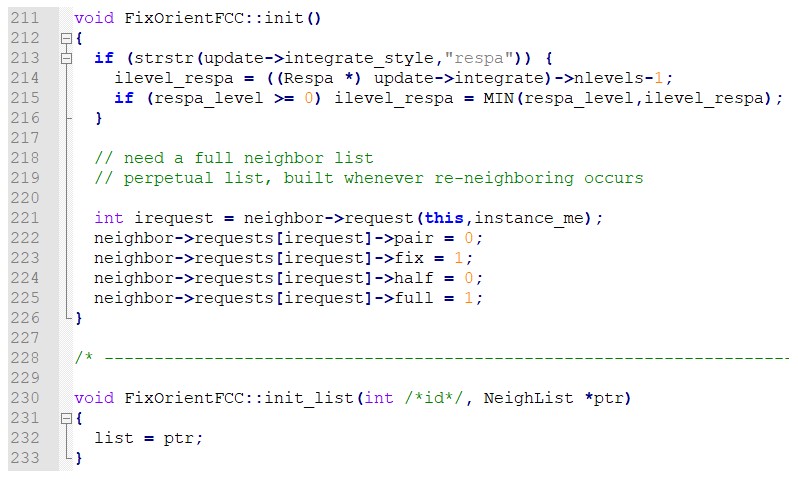 211 void FixOrientFCC::init()
212 {
213   if (strstr(update->integrate_style,"respa")) {
214     ilevel_respa = ((Respa *) update->integrate)->nlevels-1;
215     if (respa_level >= 0) ilevel_respa = MIN(respa_level,ilevel_respa);
216   }
217
218   // need a full neighbor list
219   // perpetual list, built whenever re-neighboring occurs
220
221   int irequest = neighbor->request(this,instance_me);
222   neighbor->requests[irequest]->pair = 0;
223   neighbor->requests[irequest]->fix = 1;
224   neighbor->requests[irequest]->half = 0;
225   neighbor->requests[irequest]->full = 1;
226 }
227
228 /* ---------------------------------------------------------------------
229
230 void FixOrientFCC::init_list(int /*id*/, NeighList *ptr)
231 {
232   list = ptr;
233 }